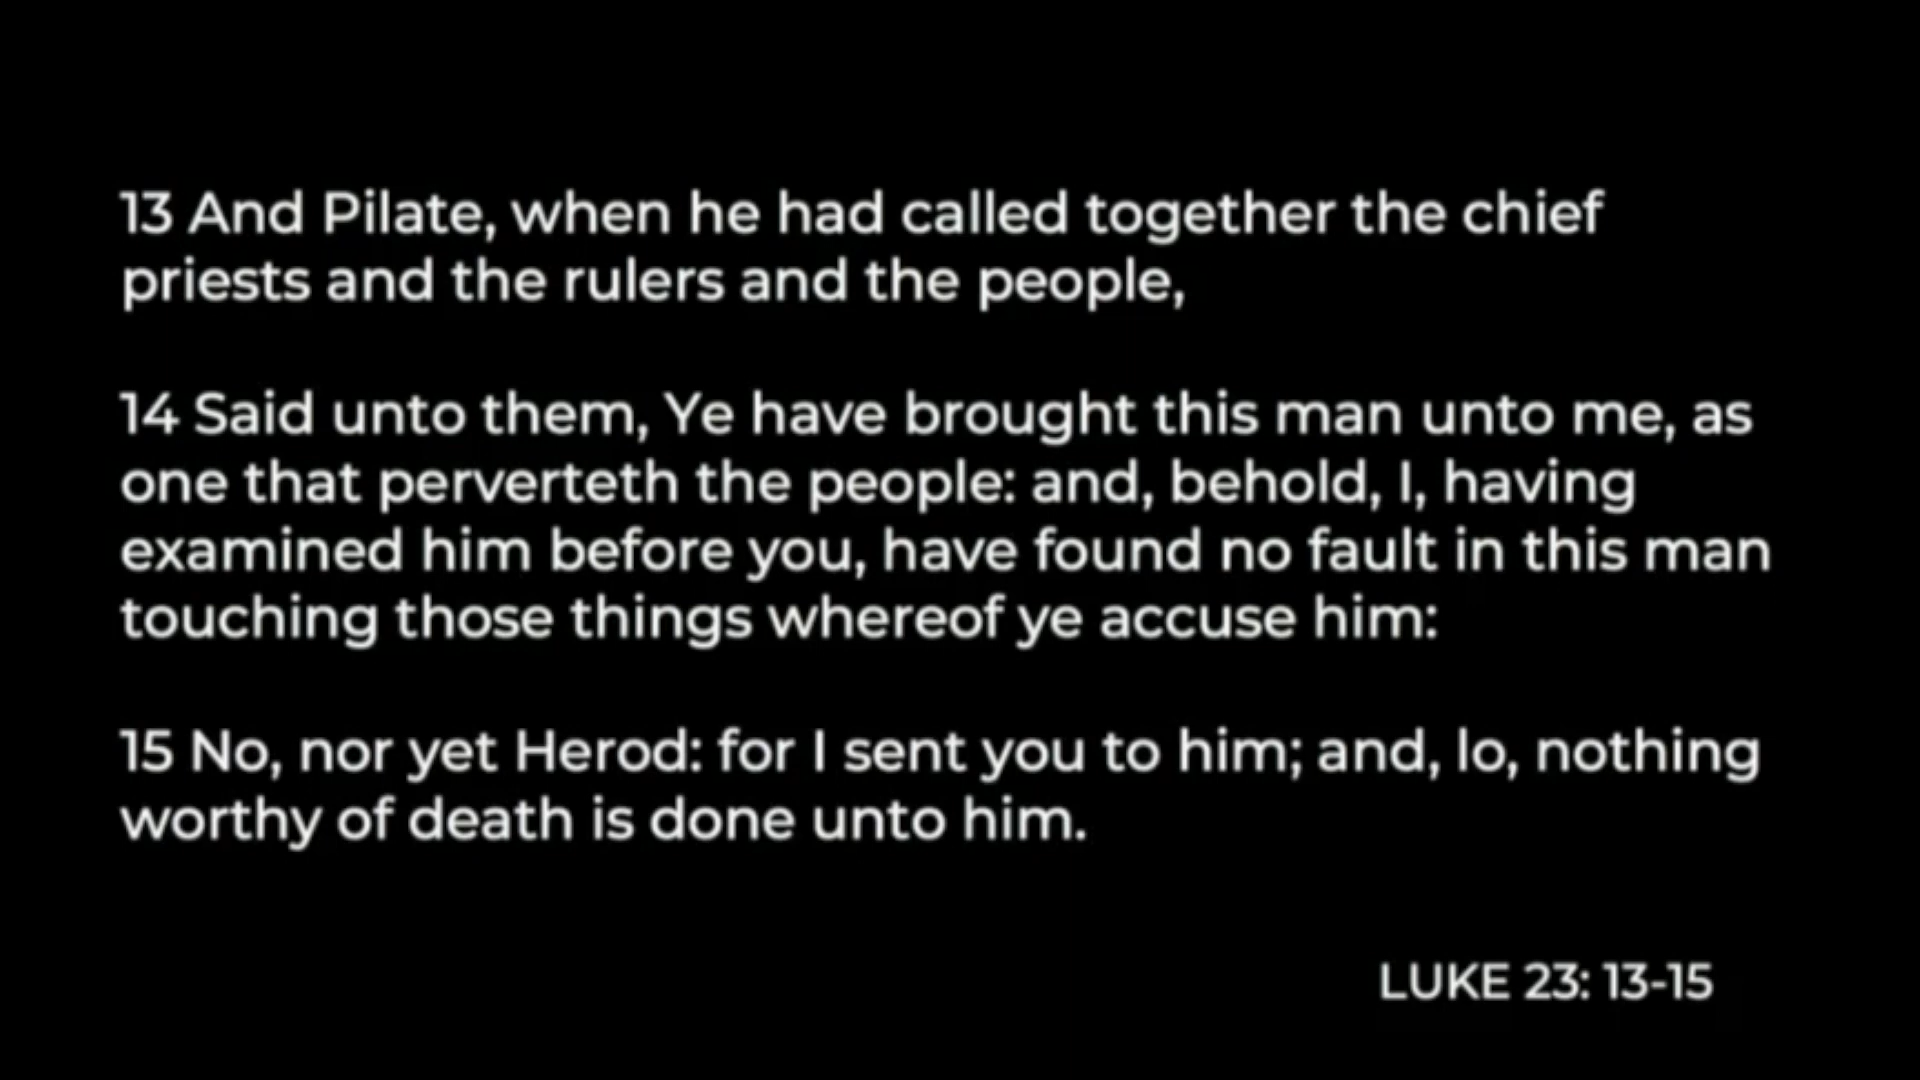 13 And Pilate, when he had called together the chief
priests and the rulers and the people,
14 Said unto them, Ye have brought this man unto me, as
one that perverteth the people: and, behold, I, having
examined him before you, have found no fault in this man
touching those things whereof ye accuse him:
15 No, nor yet Herod: for I sent you to him; and, lo, nothing
worthy of death is done unto him.
LUKE 23: 13-15